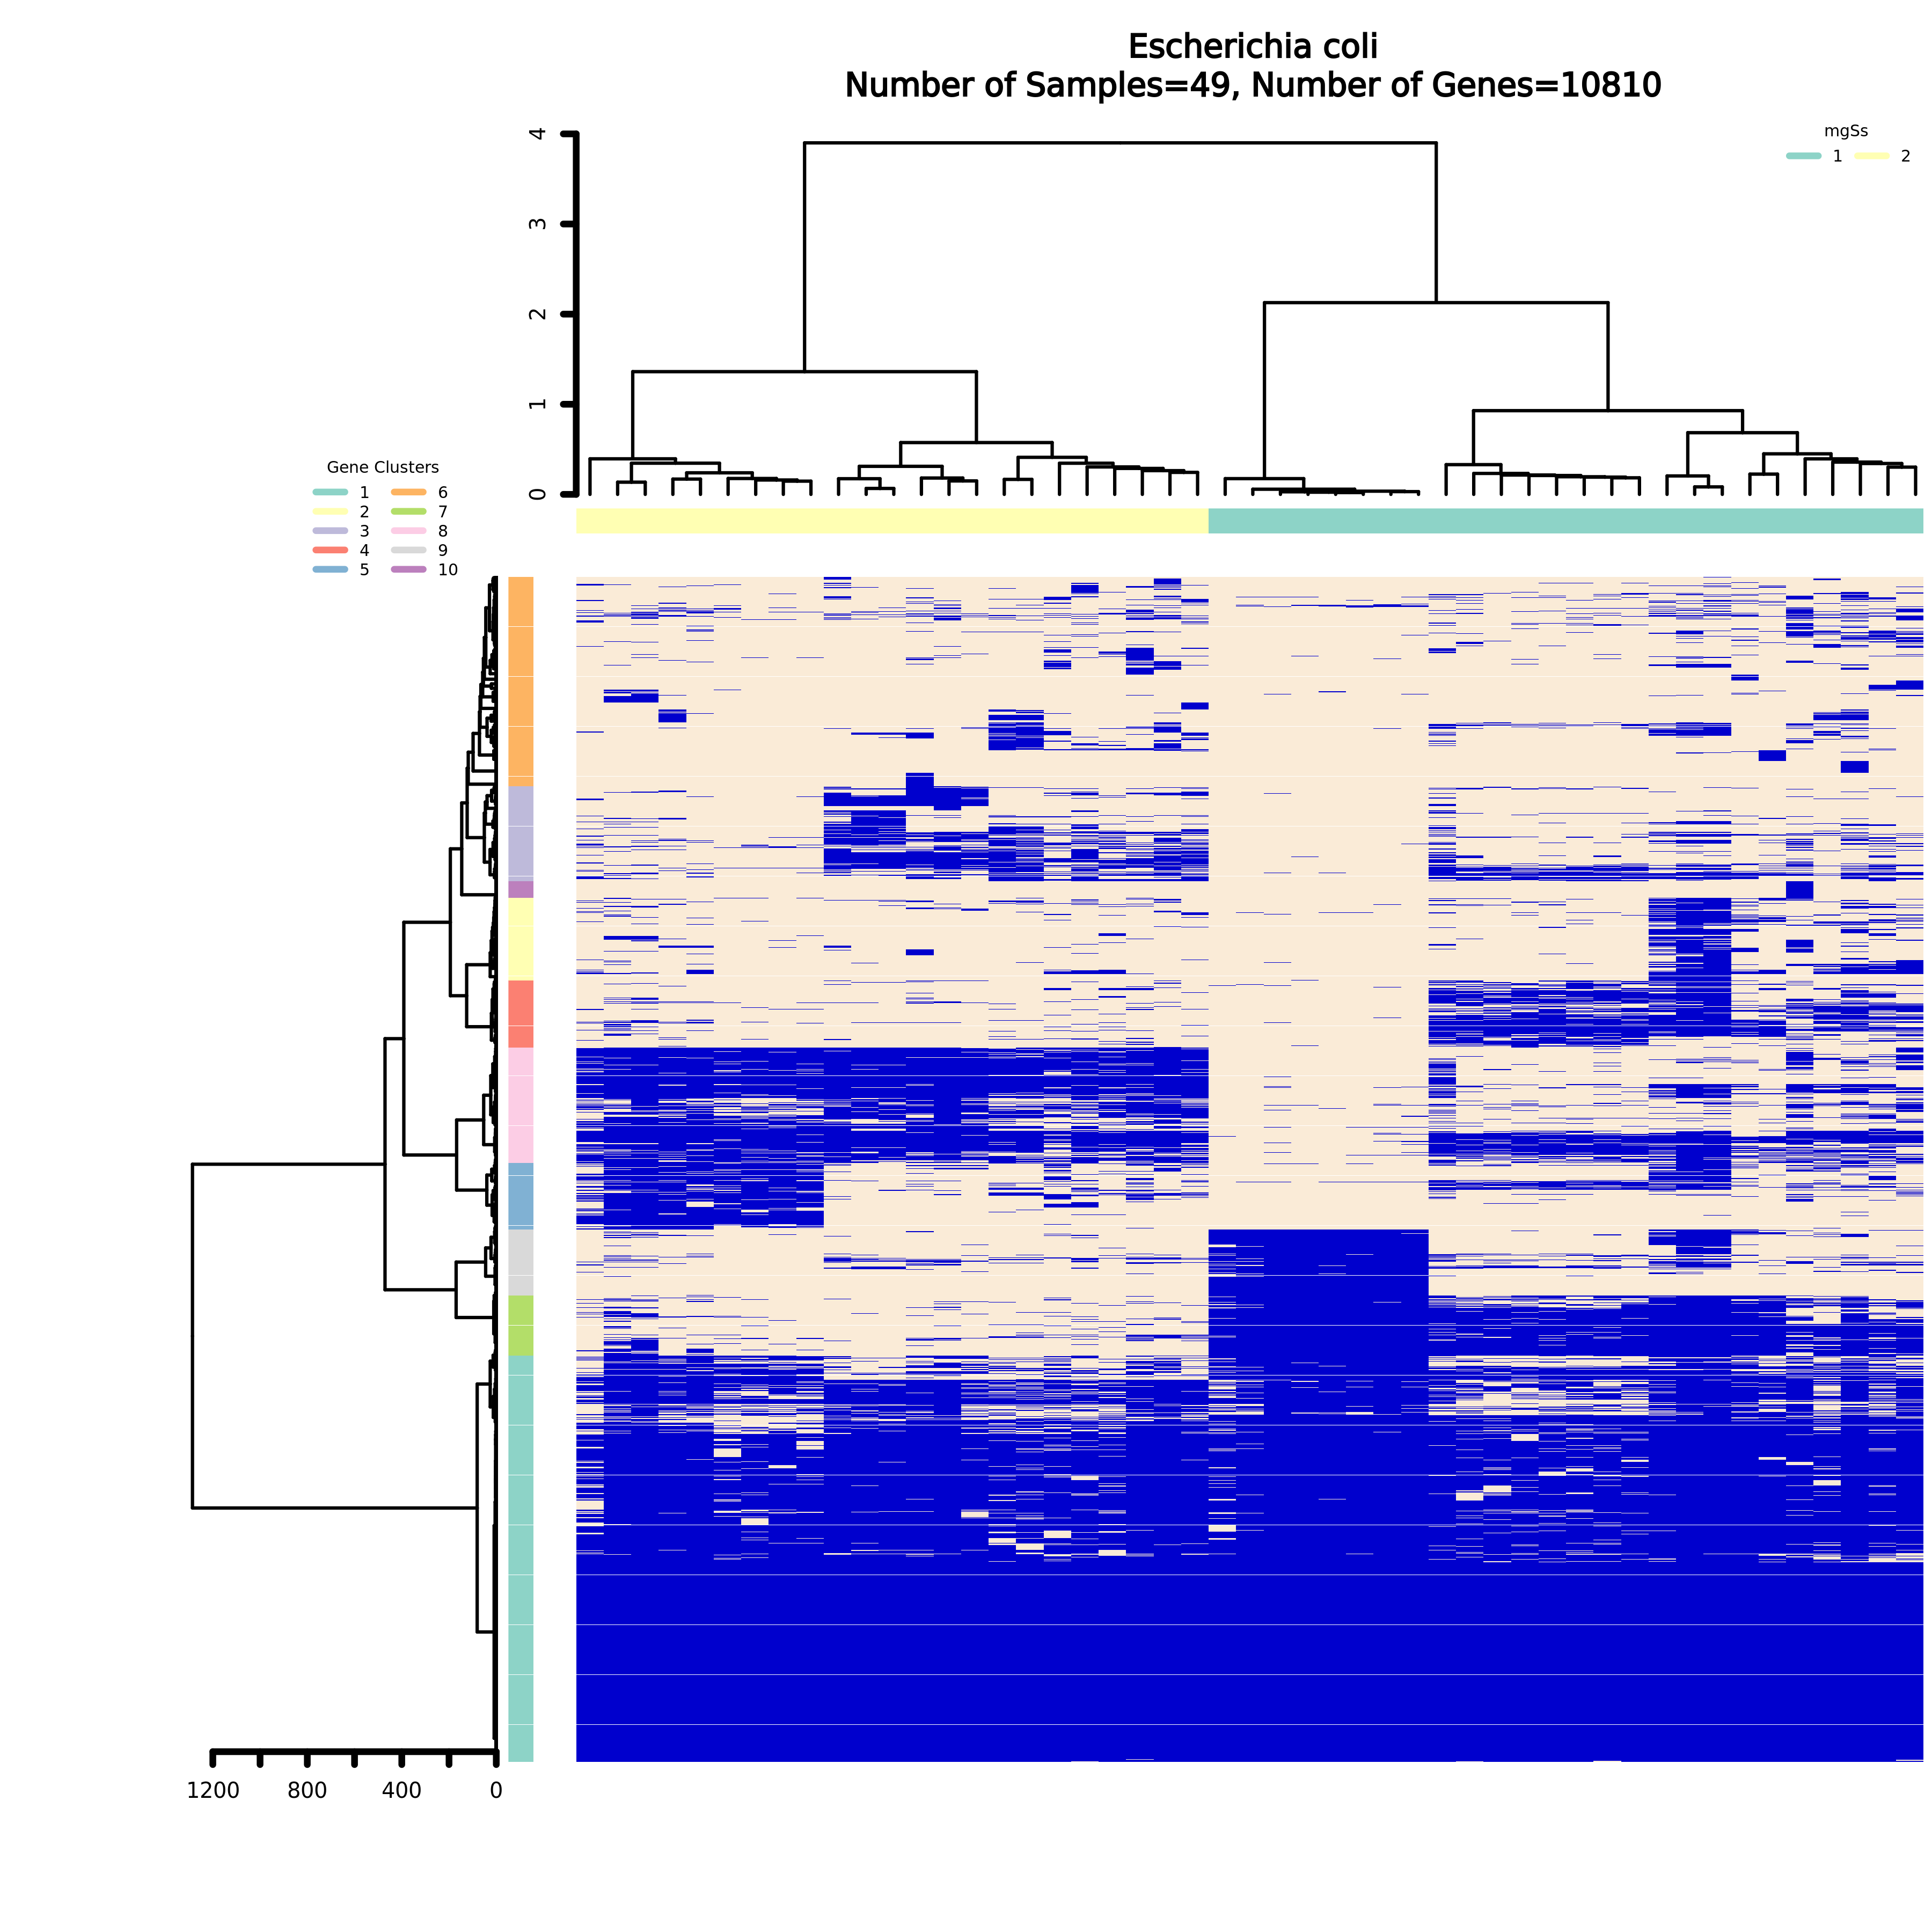 Escherichia coli
Number of Samples=49, Number of Genes=10810
mgSs
1 2
4
3
2
1
0
Gene Clusters
1 6
2 7
3 8
4 9
5 10
1200 800 400 0